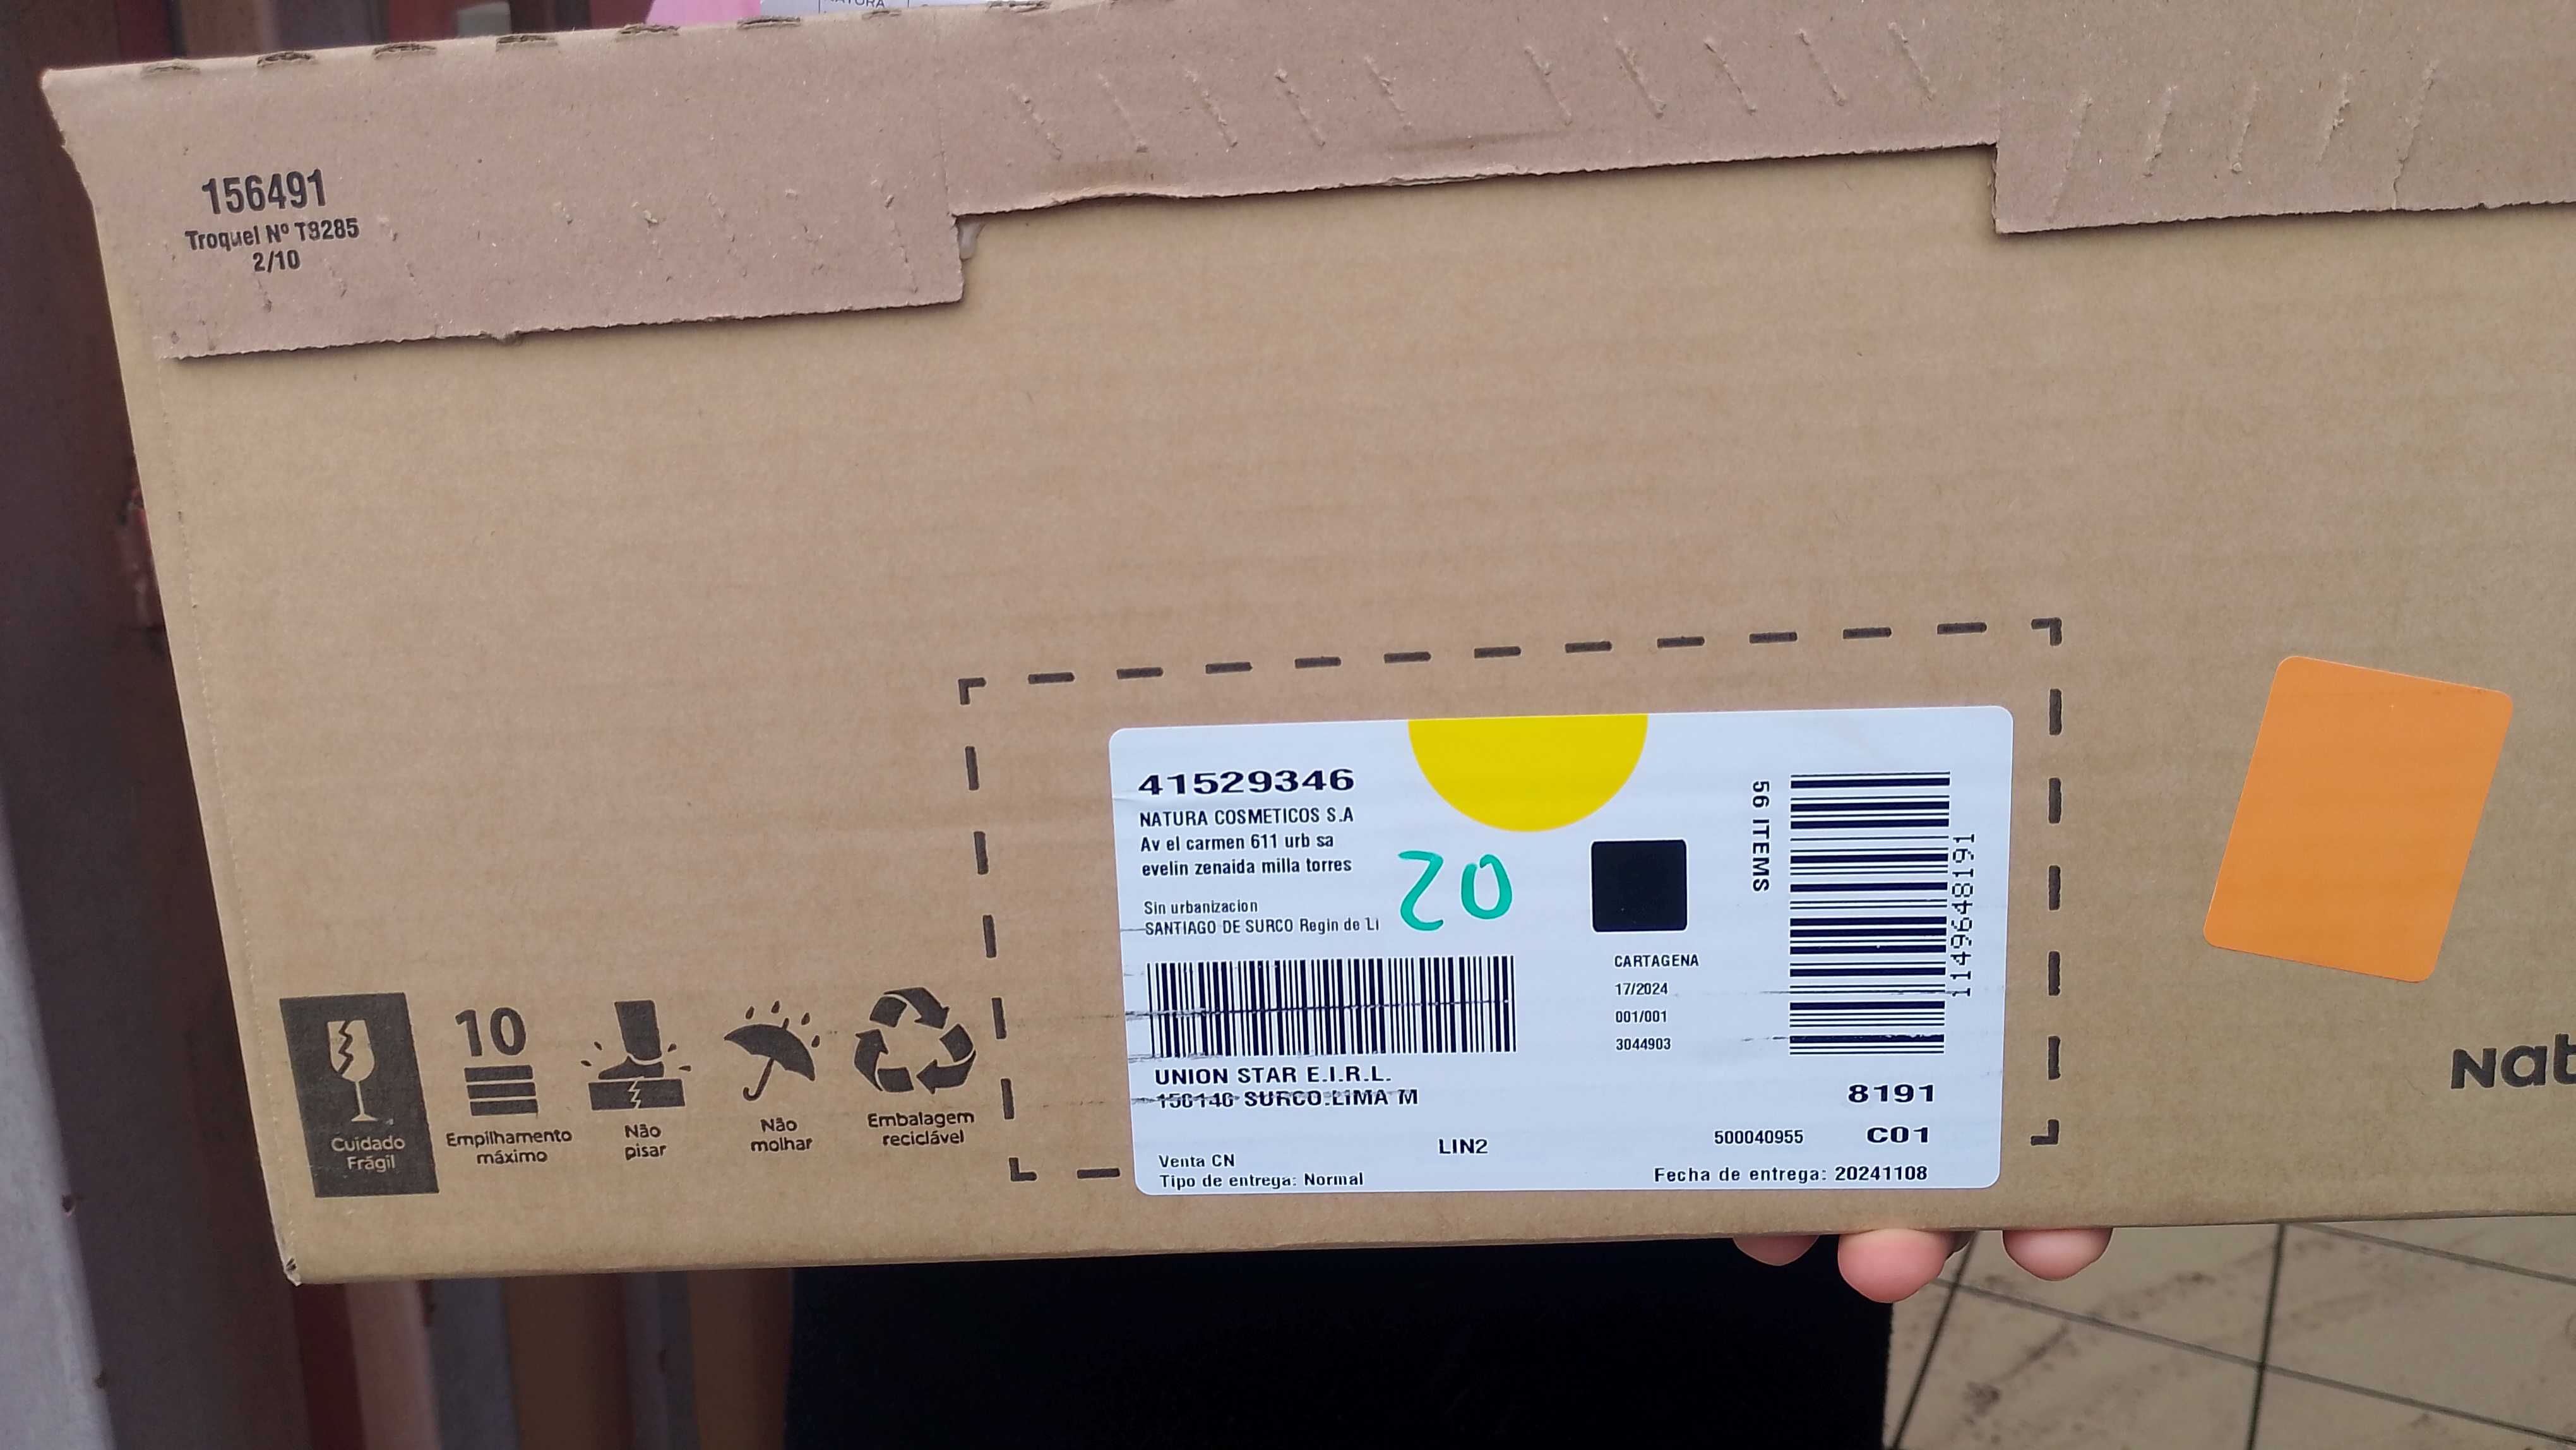 156491
Troquel Nº T9285
2/10
41529346
NATURA COSMETICOS S.A
Av el carmen 611 urb sa
evelin zenaida milla torres
Sin urbanizacion
SANTIAGO DE SURCO Regin de Li
02
56 ITEMS
1149648191
CARTAGENA
17/2024
001/001
3044903
UNION STAR E.I.R.L.
150140 SURCO.LIMA M
8191
500040955 C01
LIN2
Venta CN
Tipo de entrega: Normal
Fecha de entrega: 20241108
Cuidado
Frágil
10
Empilhamento
máximo
Não
pisar
Não
molhar
Embalagem
reciclável
Nat